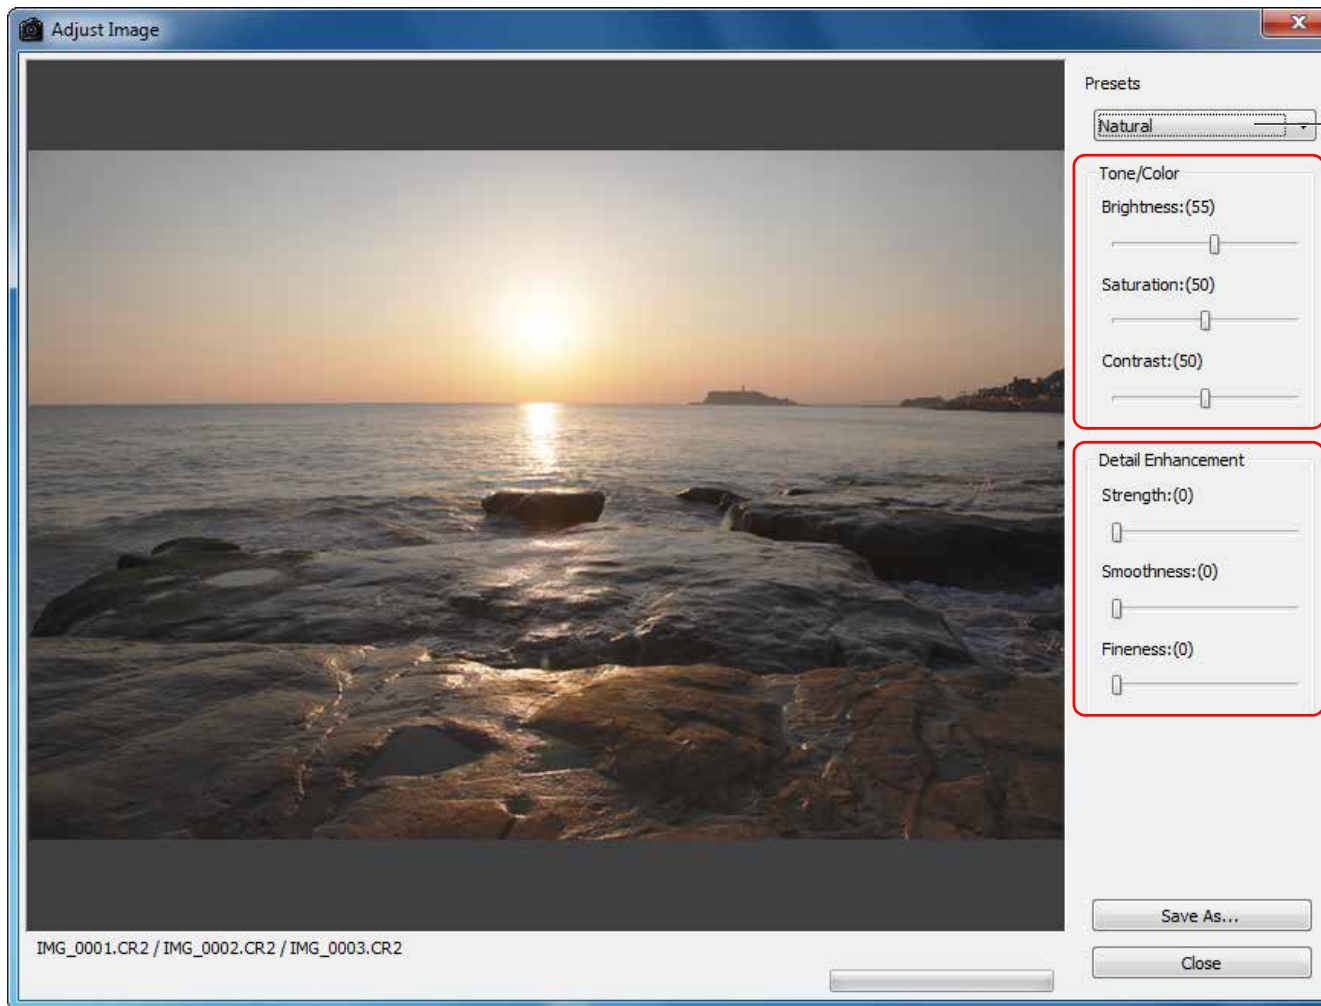 Adjust Image
Presets
Natural
Tone/Color
Brightness:(55)
Saturation:(50)
Contrast:(50)
Detail Enhancement
Strength:(0)
Smoothness:(0)
Fineness:(0)
Save As...
Close
IMG_0001.CR2 / IMG_0002.CR2 / IMG_0003.CR2